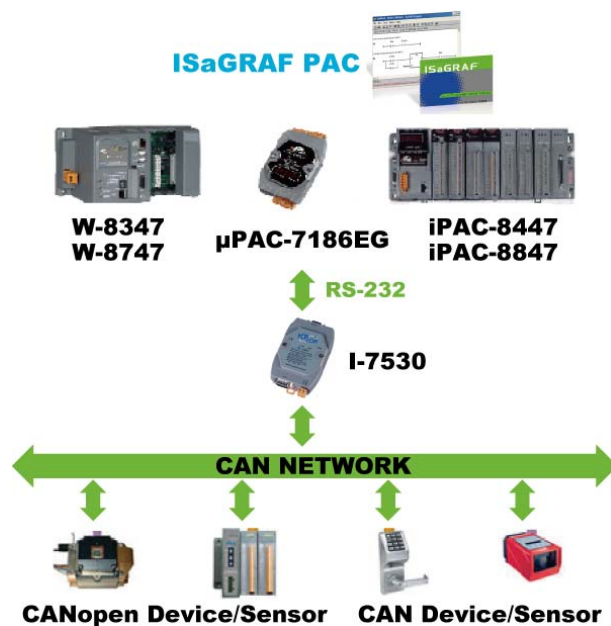 ISaGRAF PAC
ISaGRAF
W-8347
W-8747
µPAC-7186EG
iPAC-8447
iPAC-8847
RS-232
I-7530
CAN NETWORK
CANopen Device/Sensor
CAN Device/Sensor